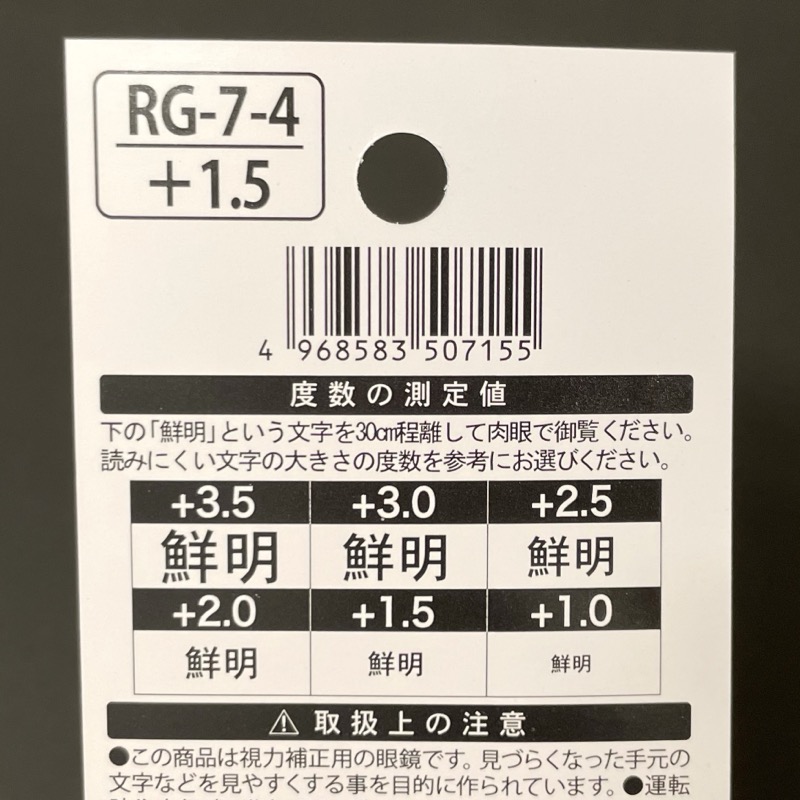 RG-7-4
+1.5
4 968583 507155
度数の測定値
下の「鮮明」という文字を30cm程離して肉眼で御覧ください。
読みにくい文字の大きさの度数を参考にお選びください。
+3.5 +3.0 +2.5
鮮明 鮮明 鮮明
+2.0 +1.5 +1.0
鮮明 鮮明 鮮明
⚠取扱上の注意
●この商品は視力補正用の眼鏡です。見づらくなった手元の
文字などを見やすくする事を目的に作られています。●運転